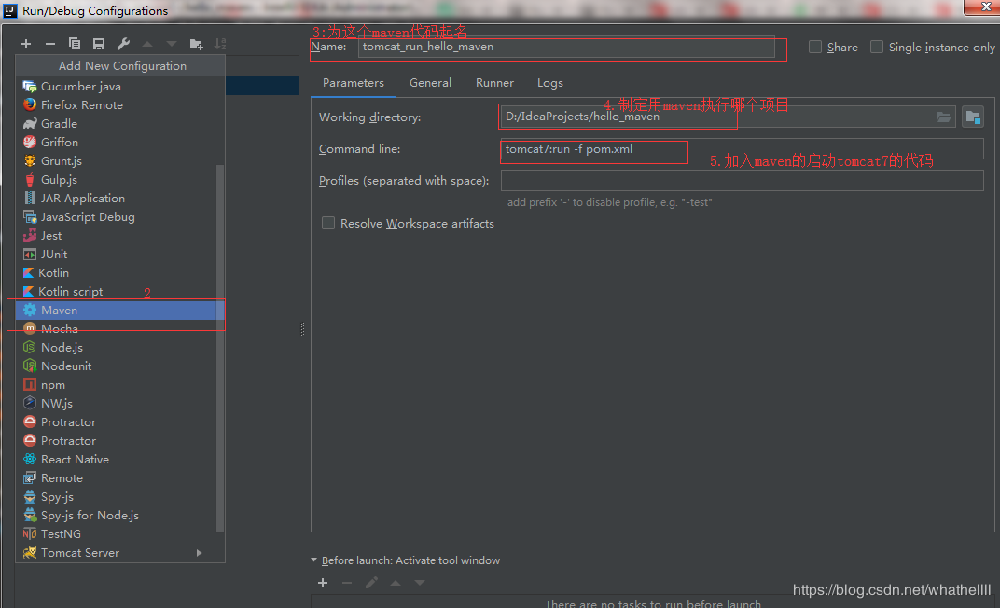 Run/Debug Configurations
3:为这个maven代码起名
Name: tomcat_run_hello_maven
Share
Single instance only
Add New Configuration
Cucumber java
Firefox Remote
Gradle
Griffon
Grunt.js
Gulp.js
JAR Application
JavaScript Debug
Jest
JUnit
Kotlin
Kotlin script
2
Maven
Mocha
Node.js
Nodeunit
npm
NW.js
Protractor
Protractor
React Native
Remote
Spy-js
Spy-js for Node.js
TestNG
Tomcat Server
Parameters General Runner Logs
4.制定用maven执行哪个项目
Working directory: D:/IdeaProjects/hello_maven
Command line: tomcat7:run -f pom.xml
5.加入maven的启动tomcat7的代码
Profiles (separated with space):
add prefix '-' to disable profile, e.g. "-test"
Resolve Workspace artifacts
Before launch: Activate tool window
There are no tasks to run before launch
https://blog.csdn.net/whathellll